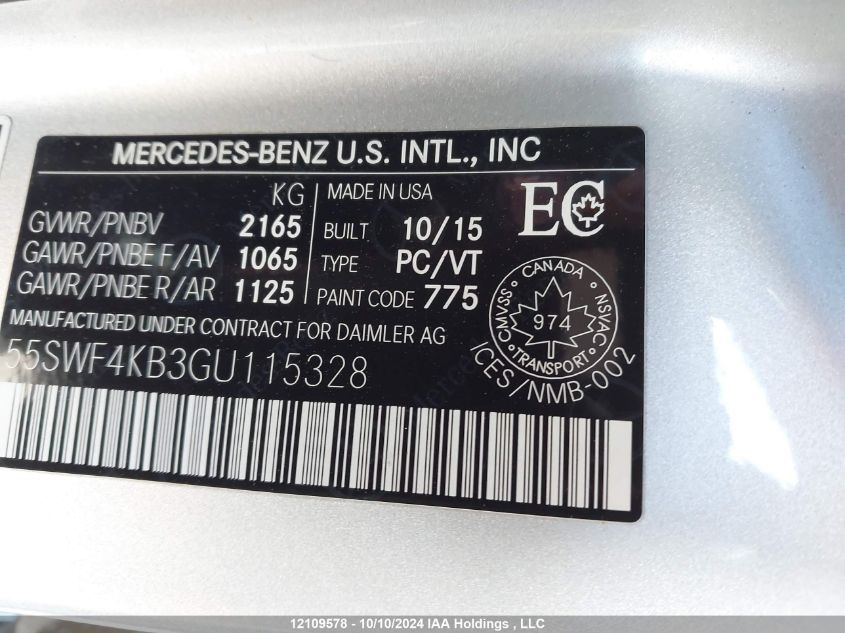 MERCEDES-BENZ U.S. INTL., INC
KG
GVWR/PNBV 2165
GAWR/PNBE F/AV 1065
GAWR/PNBE R/AR 1125
MADE IN USA
BUILT 10/15
TYPE PC/VT
PAINT CODE 775
EC
CANADA
CMVSS 974 NSVAC
TRANSPORT
ICES/NMB-002
MANUFACTURED UNDER CONTRACT FOR DAIMLER AG
55SWF4KB3GU115328
12109578 - 10/10/2024 IAA Holdings , LLC